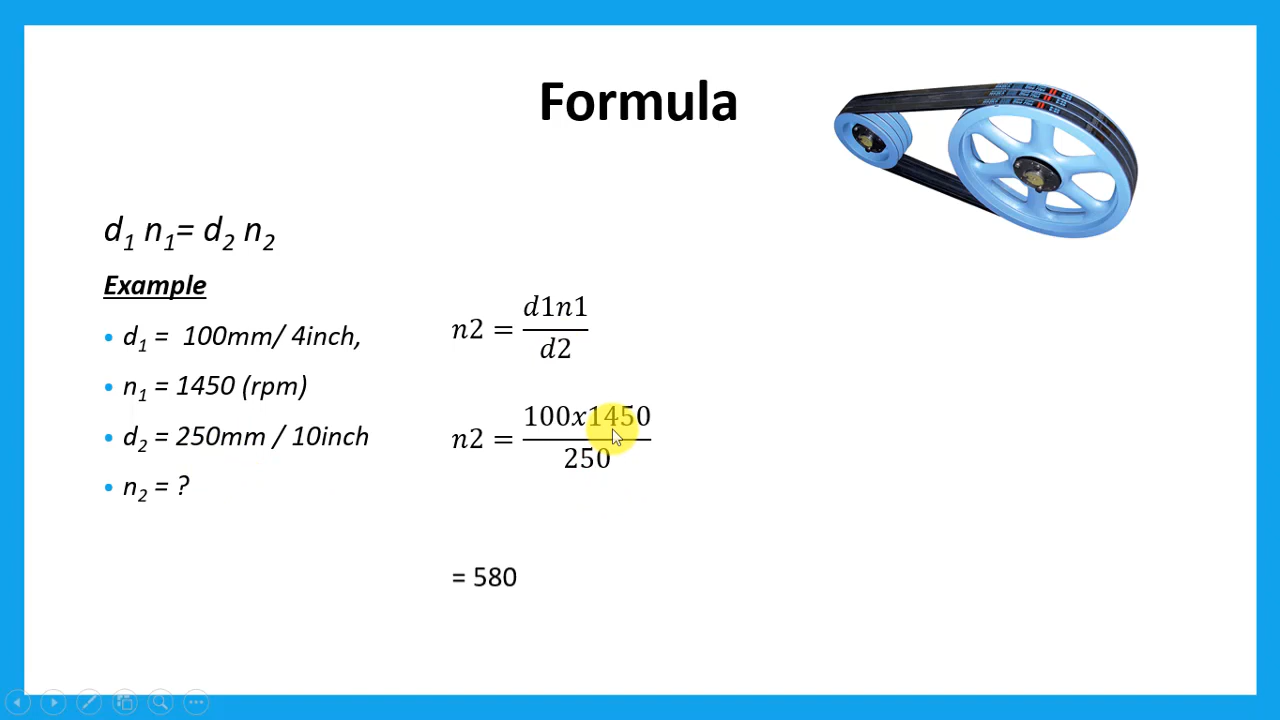 Formula
d₁ n₁= d₂ n₂
Example
• d₁ = 100mm/ 4inch,
• n₁ = 1450 (rpm)
• d₂ = 250mm / 10inch
• n₂ = ?
n2 = d1n1/d2
n2 = 100x1450/250
= 580